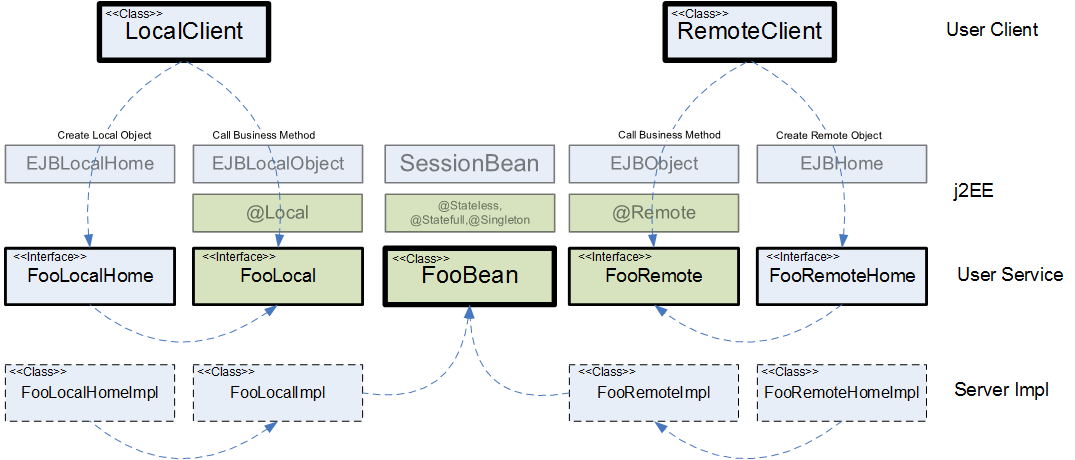 <<Class>>
LocalClient
<<Class>>
RemoteClient
User Client
Create Local Object
Call Business Method
Call Business Method
Create Remote Object
EJBLocalHome
EJBLocalObject
SessionBean
EJBObject
EJBHome
j2EE
@Local
@Stateless,
@Statefull,@Singleton
@Remote
<<Interface>>
FooLocalHome
<<Interface>>
FooLocal
<<Class>>
FooBean
<<Interface>>
FooRemote
<<Interface>>
FooRemoteHome
User Service
<<Class>>
FooLocalHomeImpl
<<Class>>
FooLocalImpl
<<Class>>
FooRemoteImpl
<<Class>>
FooRemoteHomeImpl
Server Impl